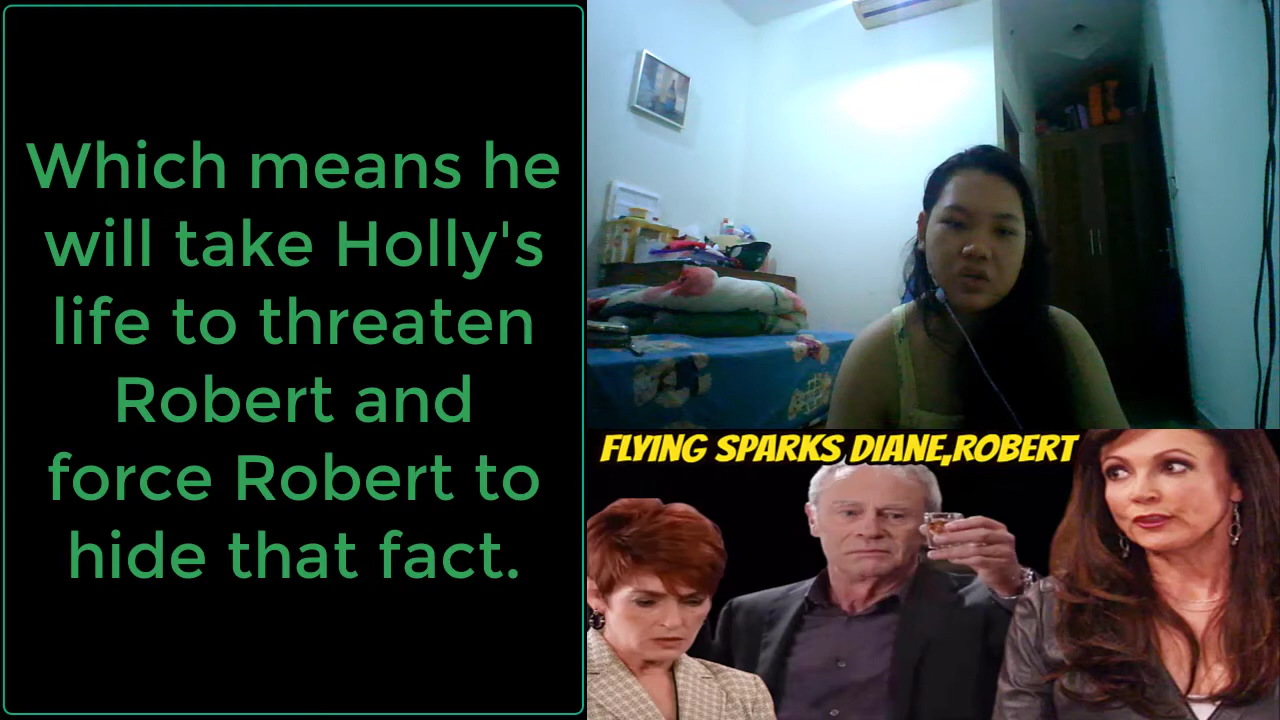 Which means he
will take Holly's
life to threaten
Robert and
force Robert to
hide that fact.
FLYING SPARKS DIANE,ROBERT